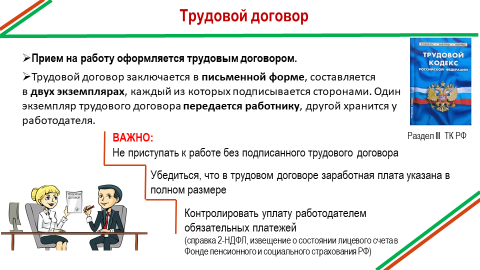 Трудовой договор
➢Прием на работу оформляется трудовым договором.
➢Трудовой договор заключается в письменной форме, составляется
в двух экземплярах, каждый из которых подписывается сторонами. Один
экземпляр трудового договора передается работнику, другой хранится у
работодателя.
ТРУДОВОЙ
КОДЕКС
РОССИЙСКОЙ ФЕДЕРАЦИИ
Раздел III ТК РФ
ВАЖНО:
Не приступать к работе без подписанного трудового договора
Убедиться, что в трудовом договоре заработная плата указана в
полном размере
Контролировать уплату работодателем
обязательных платежей
(справка 2-НДФЛ, извещение о состоянии лицевого счета в
Фонде пенсионного и социального страхования РФ)